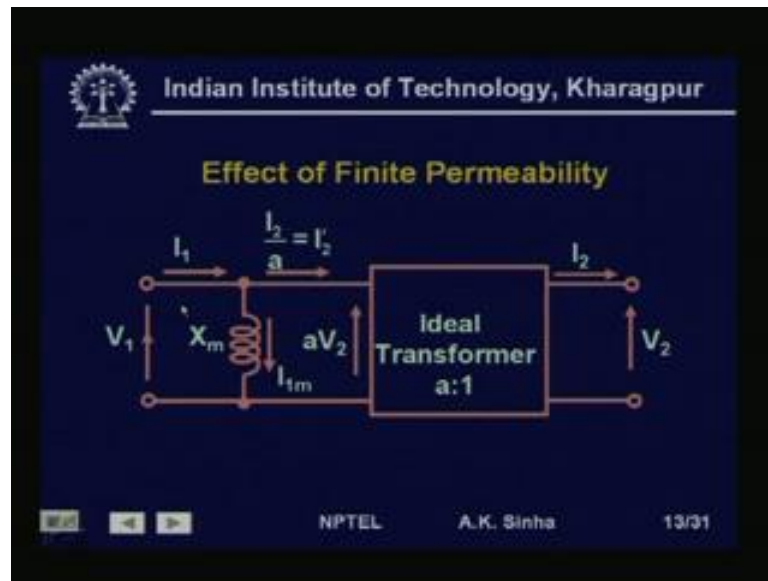 Indian Institute of Technology, Kharagpur
Effect of Finite Permeability
I₁
I₂/a = I'₂
I₂
V₁
Xₘ
I₁ₘ
aV₂
Ideal
Transformer
a:1
V₂
NPTEL A.K. Sinha 13/31